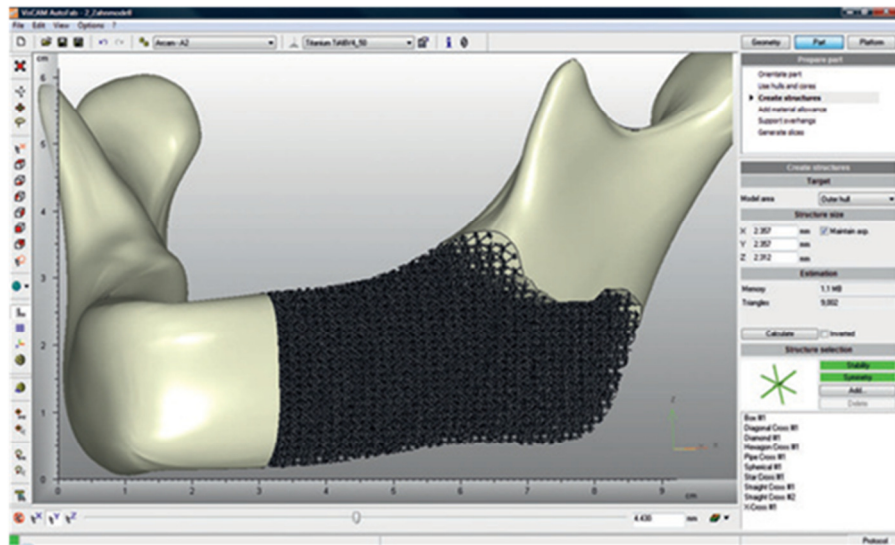 VisCAM AutoFab - 2_Zahnmodell
File Edit View Options ?
Arcam-A2
Geometry Part Platform
Prepare part
Orientate part
Use hulls and cores
Create structures
Add material allowance
Support overhangs
Generate slices
Create structures
Target
Model area Outer hull
Structure size
X 2.357 mm Maintain asp.
Y 2.357 mm
Z 2.312 mm
Estimation
Memory 1.1 MB
Triangles 9,002
Calculate Inverted
Structure selection
Stability
Symmetry
Add...
Delete
Box #1
Diagonal Cross #1
Diamond #1
Hexagon Cross #1
Pipe Cross #1
Spherical #1
Star Cross #1
Straight Cross #1
Straight Cross #2
X-Cross #1
cm
6
5
4
3
2
1
0
0 1 2 3 4 5 6 7 8 9
cm
Z
X Y Z
4.430 mm
Protocol